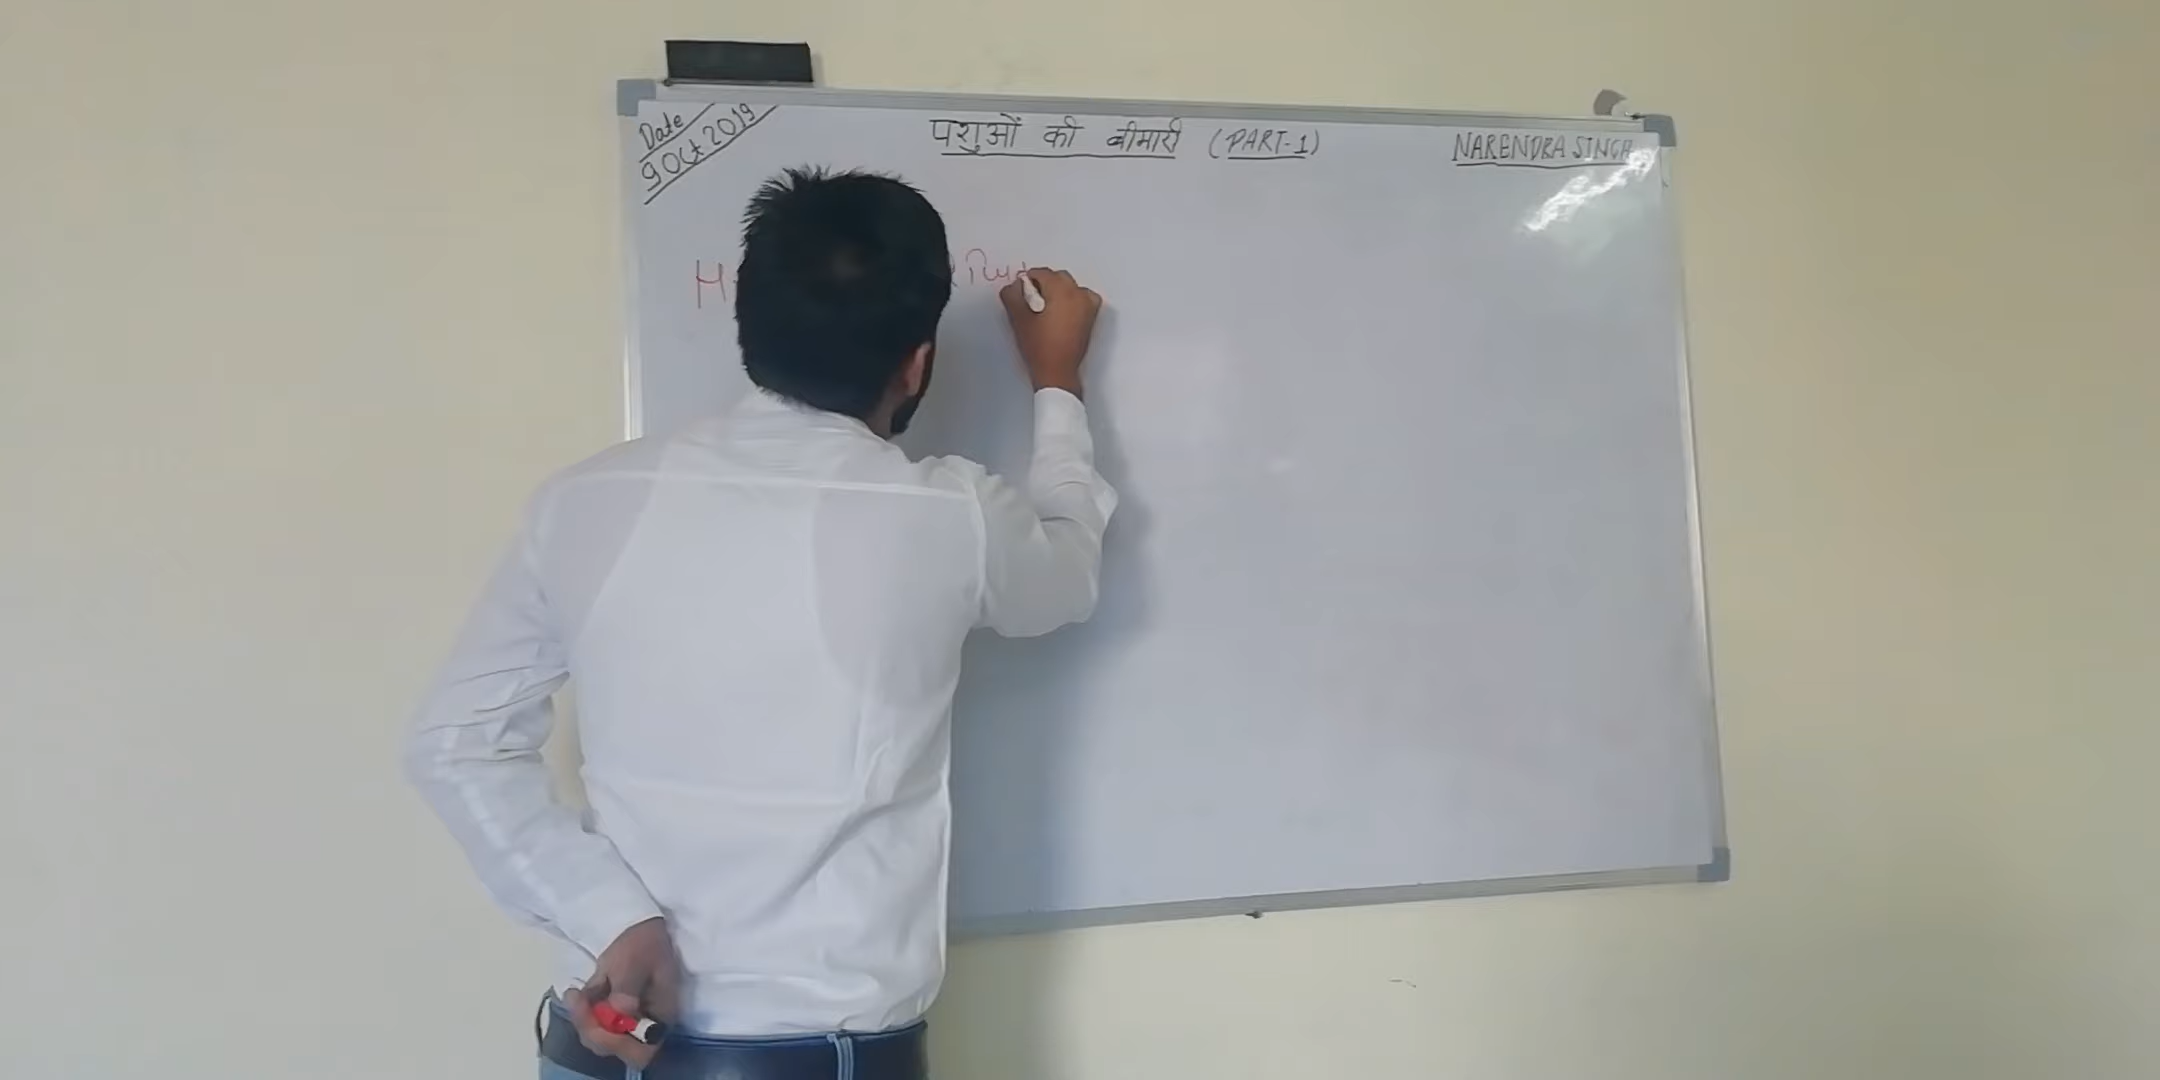 Date
9 Oct 2019
पशुओं की बीमारी (PART-1)
NARENDRA SINGH